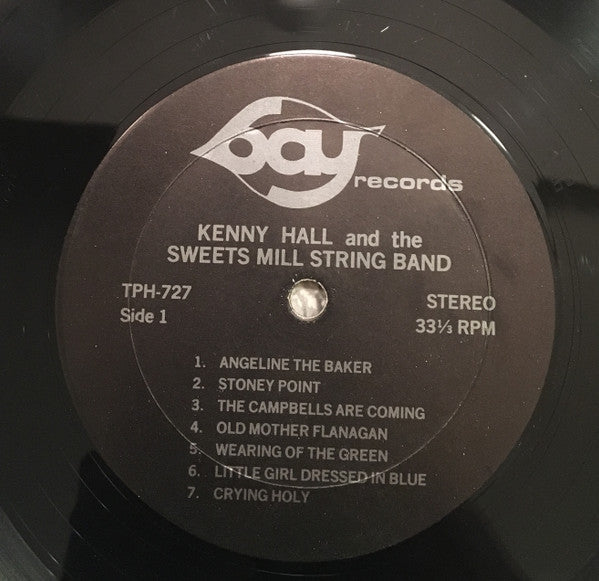 bay
records
KENNY HALL and the
SWEETS MILL STRING BAND
TPH-727
Side 1
STEREO
33⅓ RPM
1. ANGELINE THE BAKER
2. STONEY POINT
3. THE CAMPBELLS ARE COMING
4. OLD MOTHER FLANAGAN
5. WEARING OF THE GREEN
6. LITTLE GIRL DRESSED IN BLUE
7. CRYING HOLY